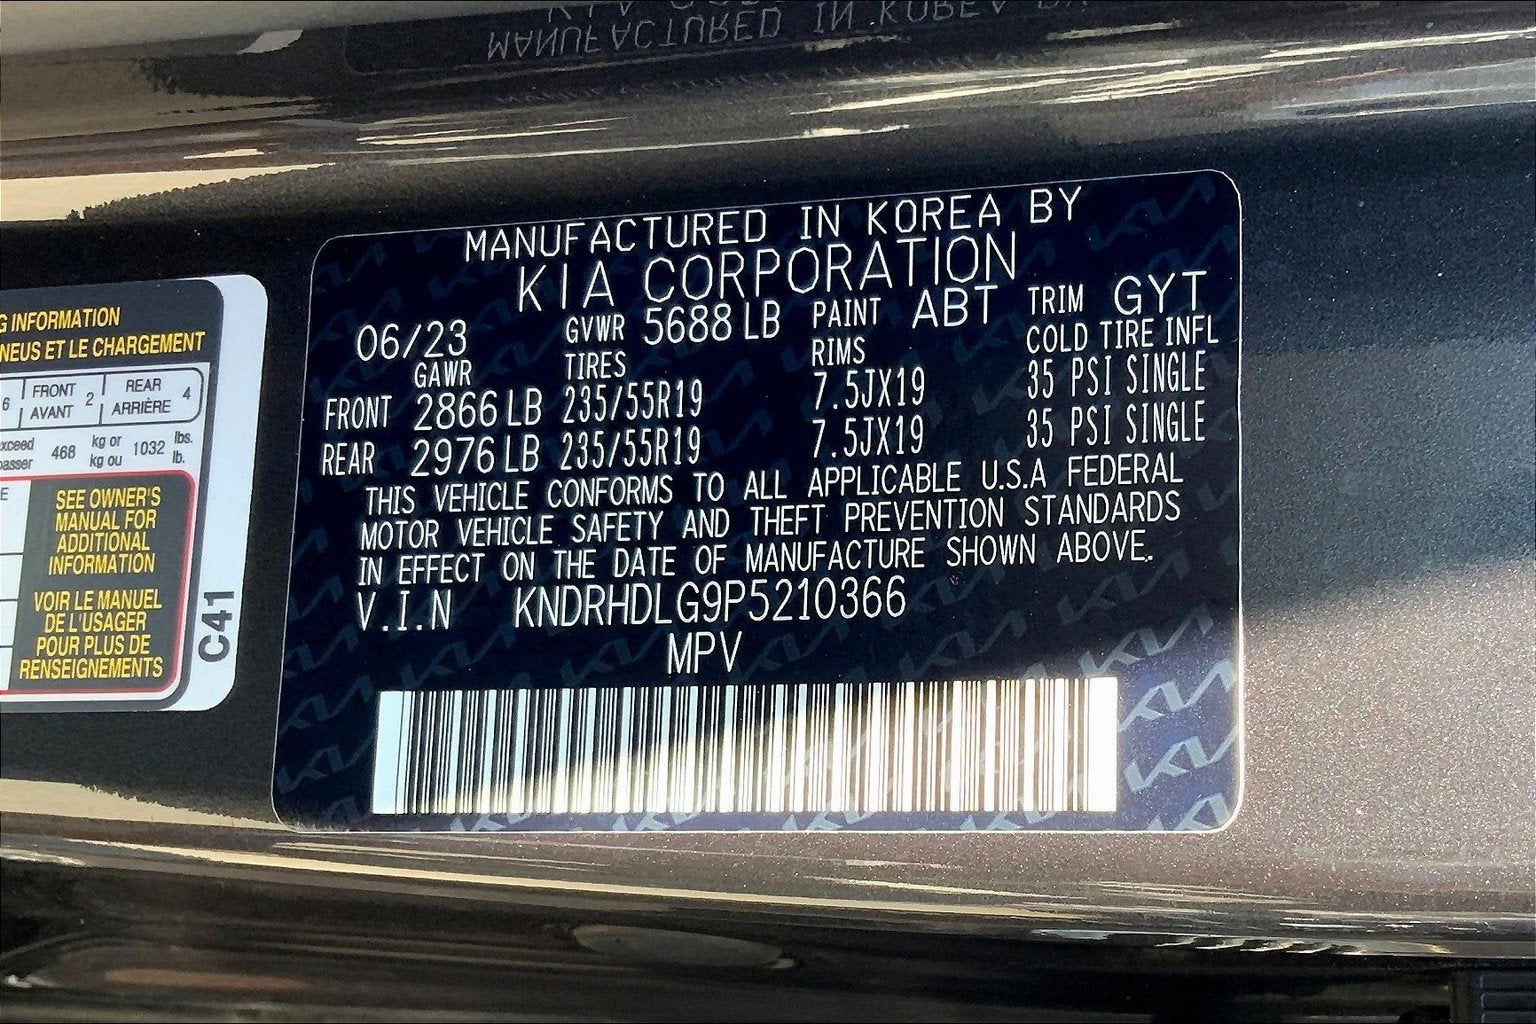 MANUFACTURED IN KOREA BY
KIA CORPORATION
06/23 GVWR 5688 LB PAINT ABT TRIM GYT
GAWR TIRES RIMS COLD TIRE INFL
FRONT 2866 LB 235/55R19 7.5JX19 35 PSI SINGLE
REAR 2976 LB 235/55R19 7.5JX19 35 PSI SINGLE
THIS VEHICLE CONFORMS TO ALL APPLICABLE U.S.A FEDERAL
MOTOR VEHICLE SAFETY AND THEFT PREVENTION STANDARDS
IN EFFECT ON THE DATE OF MANUFACTURE SHOWN ABOVE.
V.I.N KNDRHDLG9P5210366
MPV
INFORMATION
ET LE CHARGEMENT
6 FRONT AVANT 2 REAR ARRIÈRE 4
468 kg or kg ou 1032 lbs. lb.
SEE OWNER'S
MANUAL FOR
ADDITIONAL
INFORMATION
VOIR LE MANUEL
DE L'USAGER
POUR PLUS DE
RENSEIGNEMENTS
C41